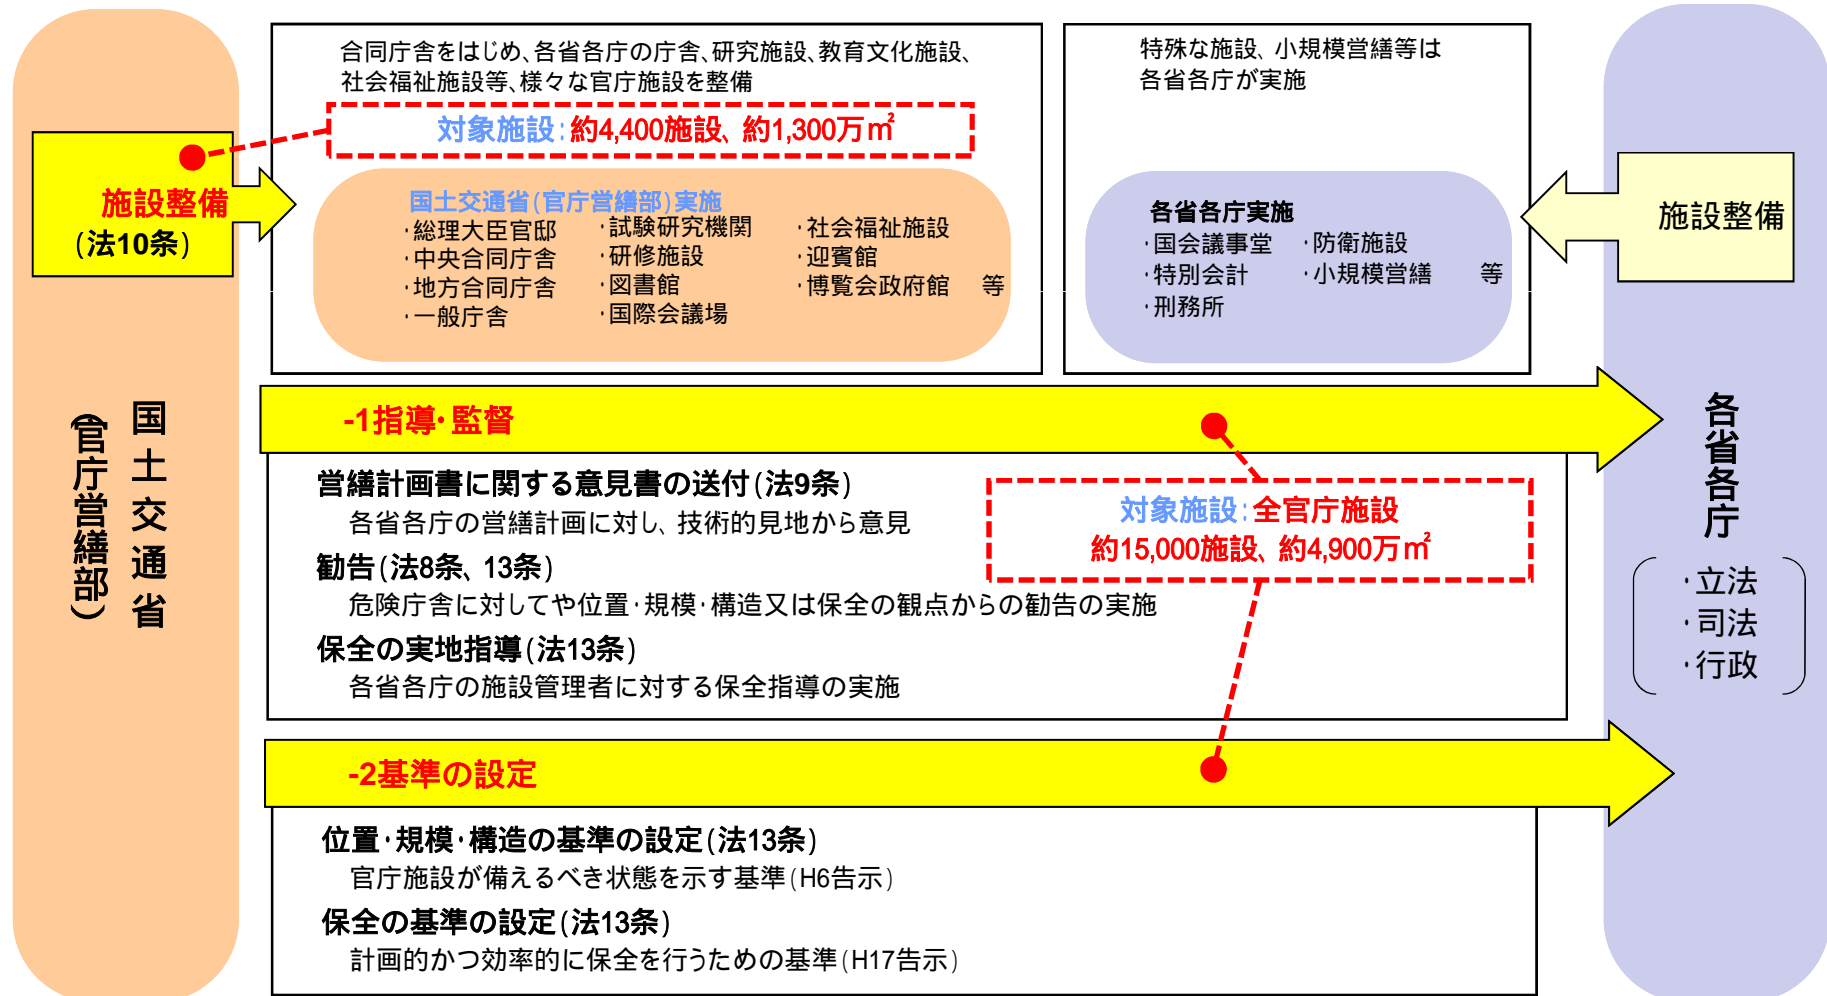 合同庁舎をはじめ、各省各庁の庁舎、研究施設、教育文化施設、
社会福祉施設等、様々な官庁施設を整備
対象施設:約4,400施設、約1,300万㎡
特殊な施設、小規模営繕等は
各省各庁が実施
施設整備
(法10条)
国土交通省(官庁営繕部)実施
・総理大臣官邸
・中央合同庁舎
・地方合同庁舎
・一般庁舎
・試験研究機関
・研修施設
・図書館
・国際会議場
・社会福祉施設
・迎賓館
・博覧会政府館 等
各省各庁実施
・国会議事堂
・特別会計
・刑務所
・防衛施設
・小規模営繕 等
施設整備
国土交通省
(官庁営繕部)
各省各庁
・立法
・司法
・行政
-1指導・監督
営繕計画書に関する意見書の送付(法9条)
各省各庁の営繕計画に対し、技術的見地から意見
勧告(法8条、13条)
危険庁舎に対してや位置・規模・構造又は保全の観点からの勧告の実施
保全の実地指導(法13条)
各省各庁の施設管理者に対する保全指導の実施
対象施設:全官庁施設
約15,000施設、約4,900万㎡
-2基準の設定
位置・規模・構造の基準の設定(法13条)
官庁施設が備えるべき状態を示す基準(H6告示)
保全の基準の設定(法13条)
計画的かつ効率的に保全を行うための基準(H17告示)